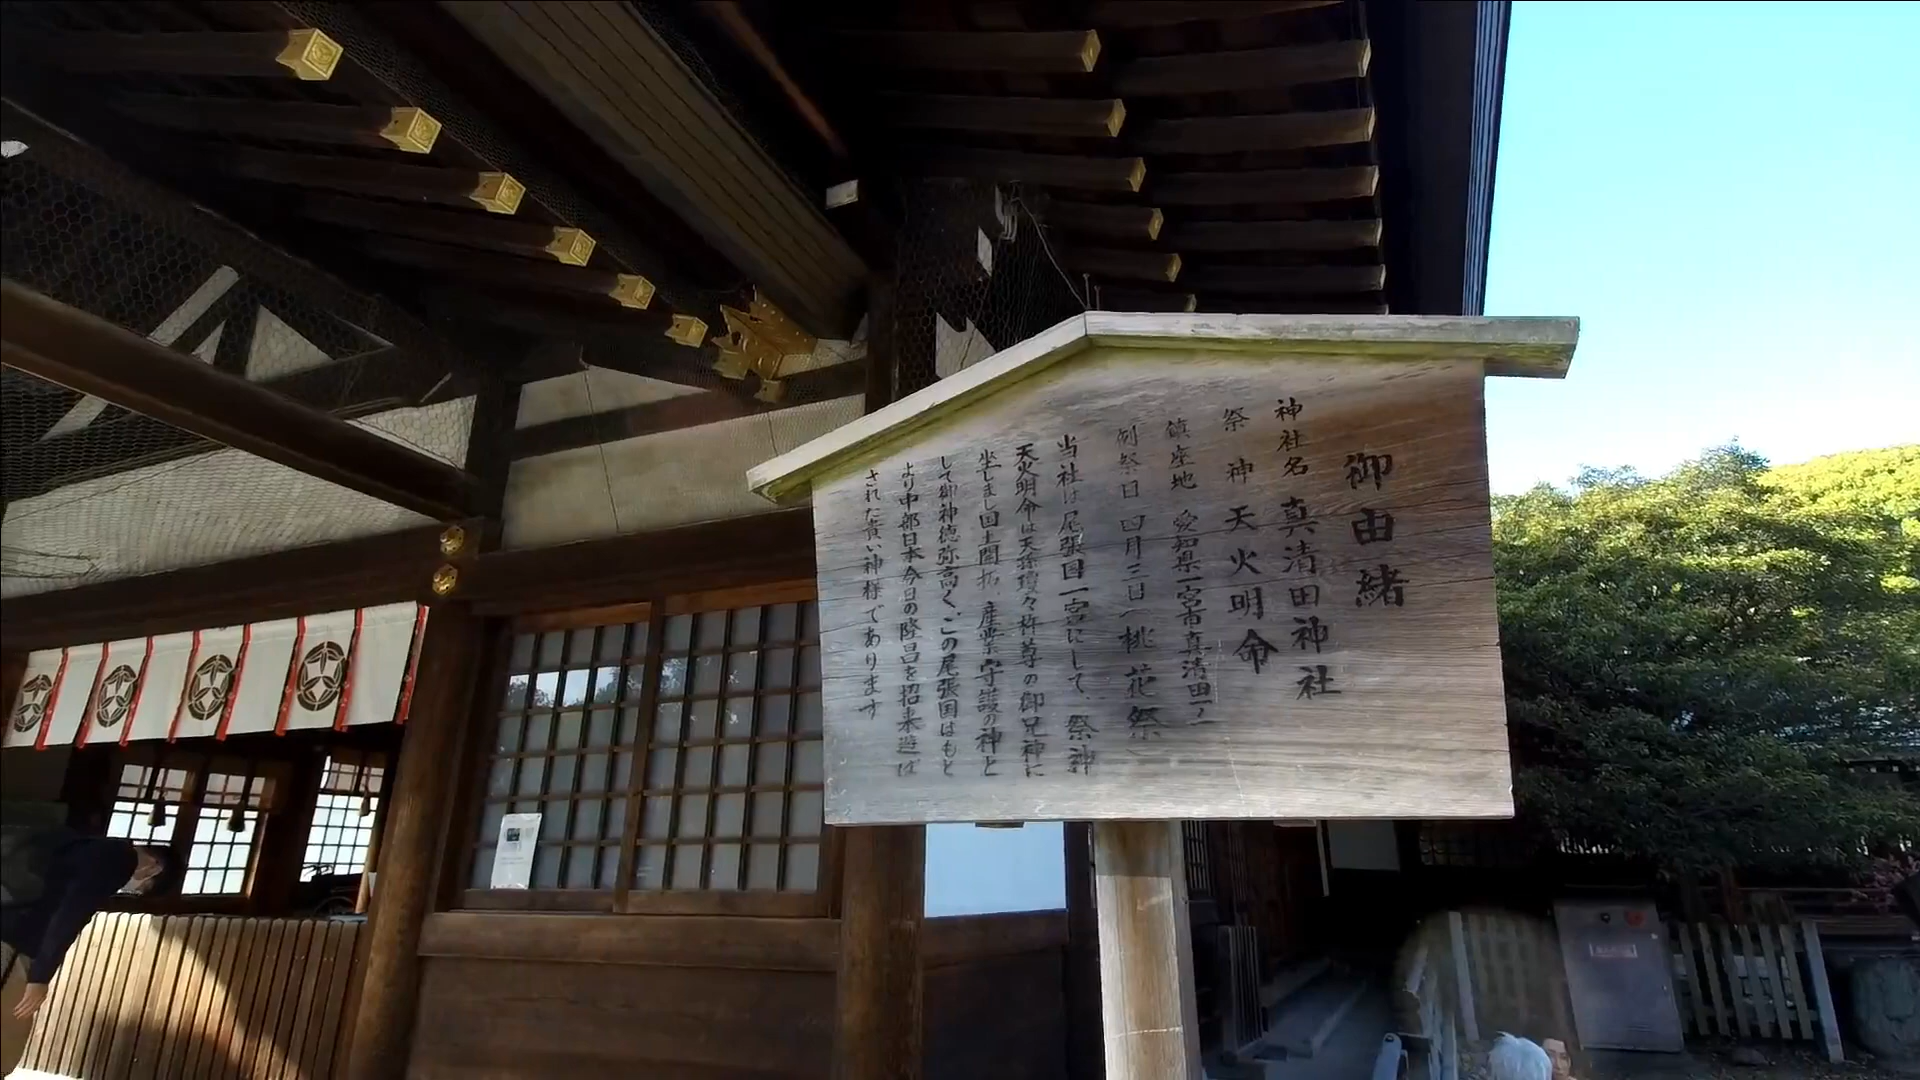 御由緒
神社名 真清田神社
祭神 天火明命
鎮座地 愛知県一宮市真清田一ノ一
例祭日 四月三日(桃花祭)
当社は尾張国一宮にして、祭神
天火明命は天孫瓊々杵尊の御兄神に
坐しまし国土開拓、産業守護の神と
して御神徳弥高く、この尾張国はもと
より中部日本今日の隆昌を招来遊ば
された貴い神様であります